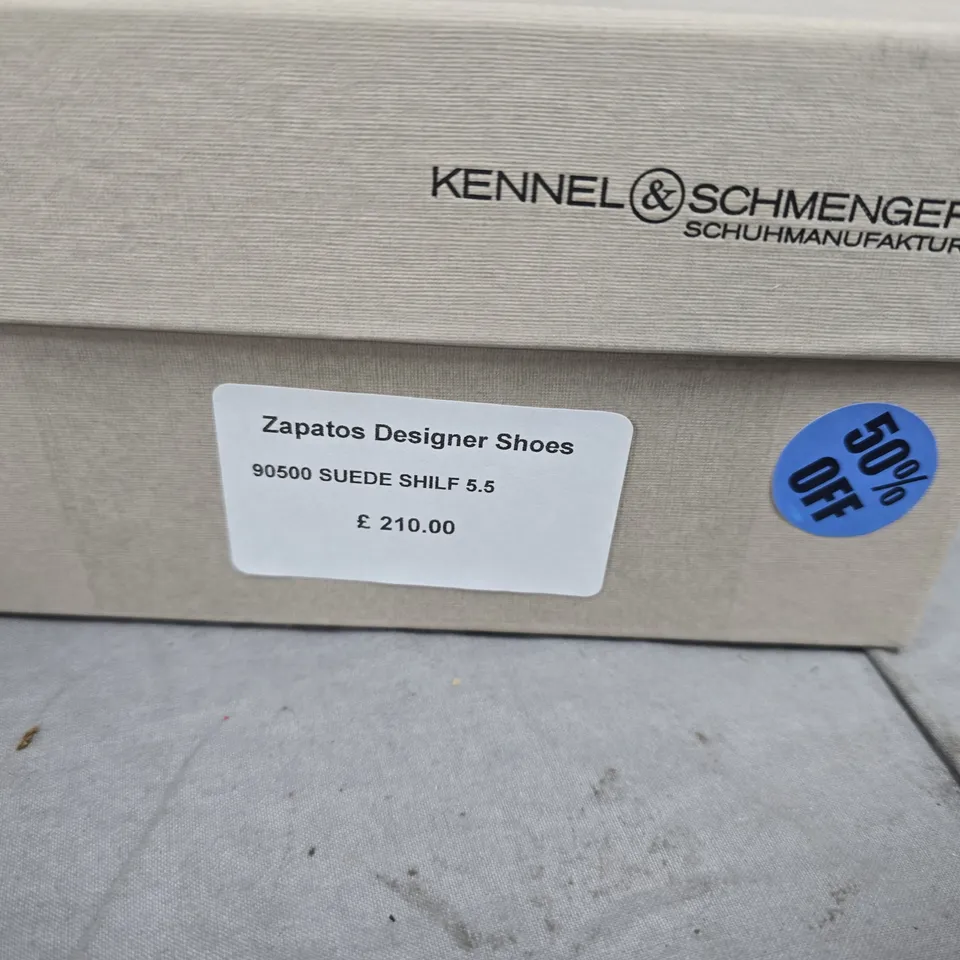 KENNEL & SCHMENGER
SCHUHMANUFAKTUR
Zapatos Designer Shoes
90500 SUEDE SHILF 5.5
£ 210.00
50%
OFF